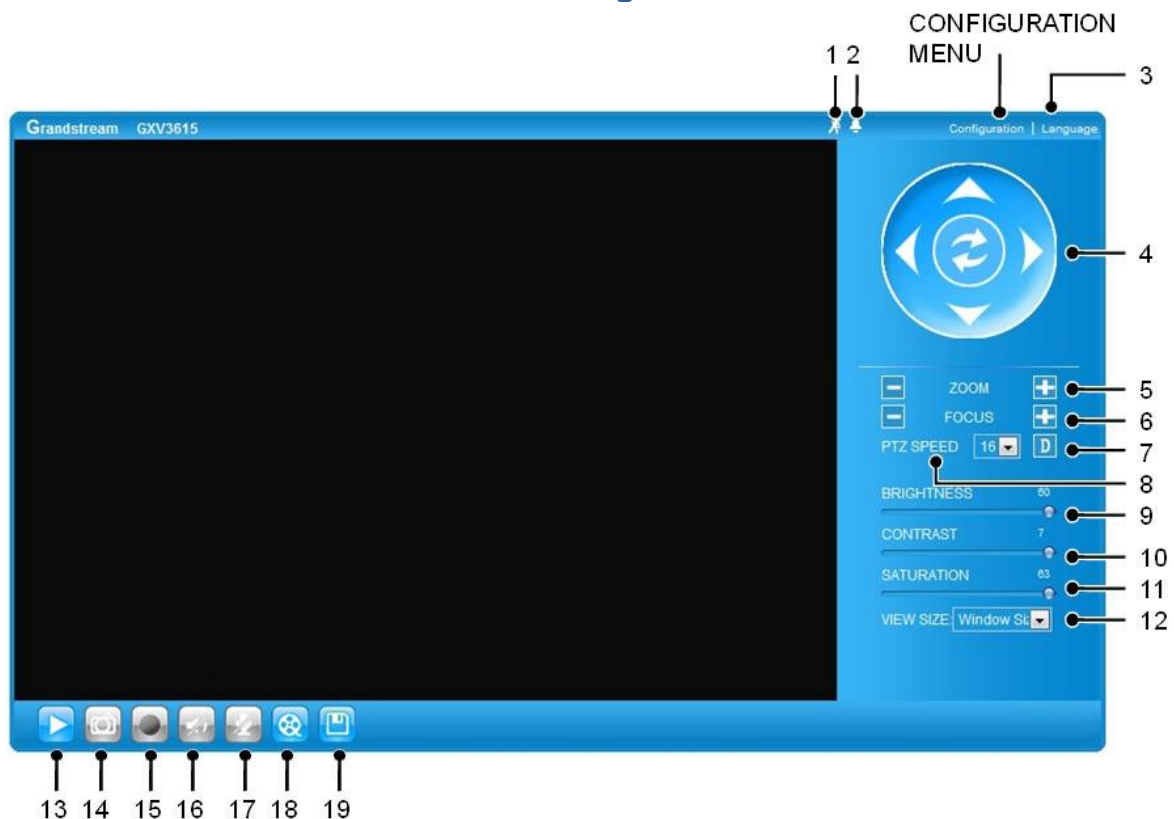 CONFIGURATION
MENU
1 2
3
Grandstream GXV3615
Configuration | Language
4
ZOOM
5
FOCUS
6
PTZ SPEED 16 D
7
8
BRIGHTNESS 60
9
CONTRAST 7
10
SATURATION 63
11
VIEW SIZE: Window Siz
12
13 14 15 16 17 18 19